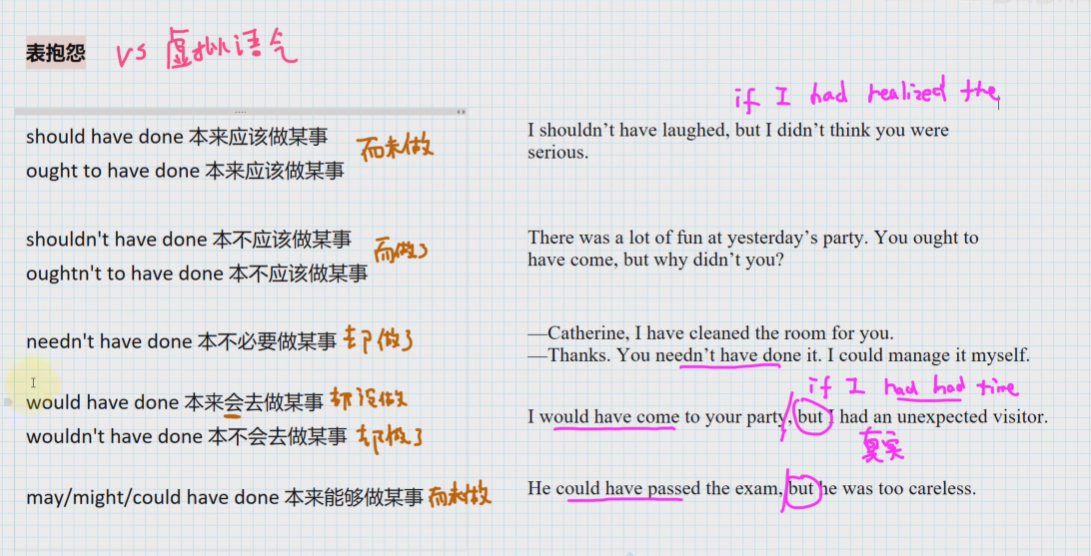 表抱怨 vs 虚拟语气
if I had realized the
should have done 本来应该做某事 而未做
ought to have done 本来应该做某事
I shouldn't have laughed, but I didn't think you were
serious.
shouldn't have done 本不应该做某事 而做了
oughtn't to have done 本不应该做某事
There was a lot of fun at yesterday's party. You ought to
have come, but why didn't you?
needn't have done 本不必要做某事 却做了
—Catherine, I have cleaned the room for you.
—Thanks. You needn't have done it. I could manage it myself.
if I had had time
would have done 本来会去做某事 却没做
wouldn't have done 本不会去做某事 却做了
I would have come to your party, but I had an unexpected visitor.
真实
may/might/could have done 本来能够做某事 而未做
He could have passed the exam, but he was too careless.